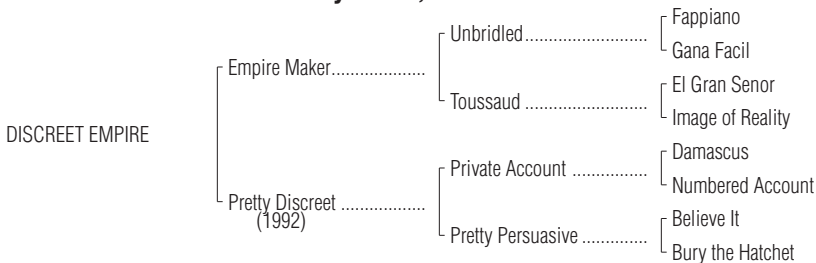 Fappiano
Unbridled..............................
Gana Facil
Empire Maker.....................
El Gran Senor
Toussaud ..............................
Image of Reality
DISCREET EMPIRE
Damascus
Private Account ..................
Numbered Account
Pretty Discreet ....................
(1992)
Believe It
Pretty Persuasive ................
Bury the Hatchet